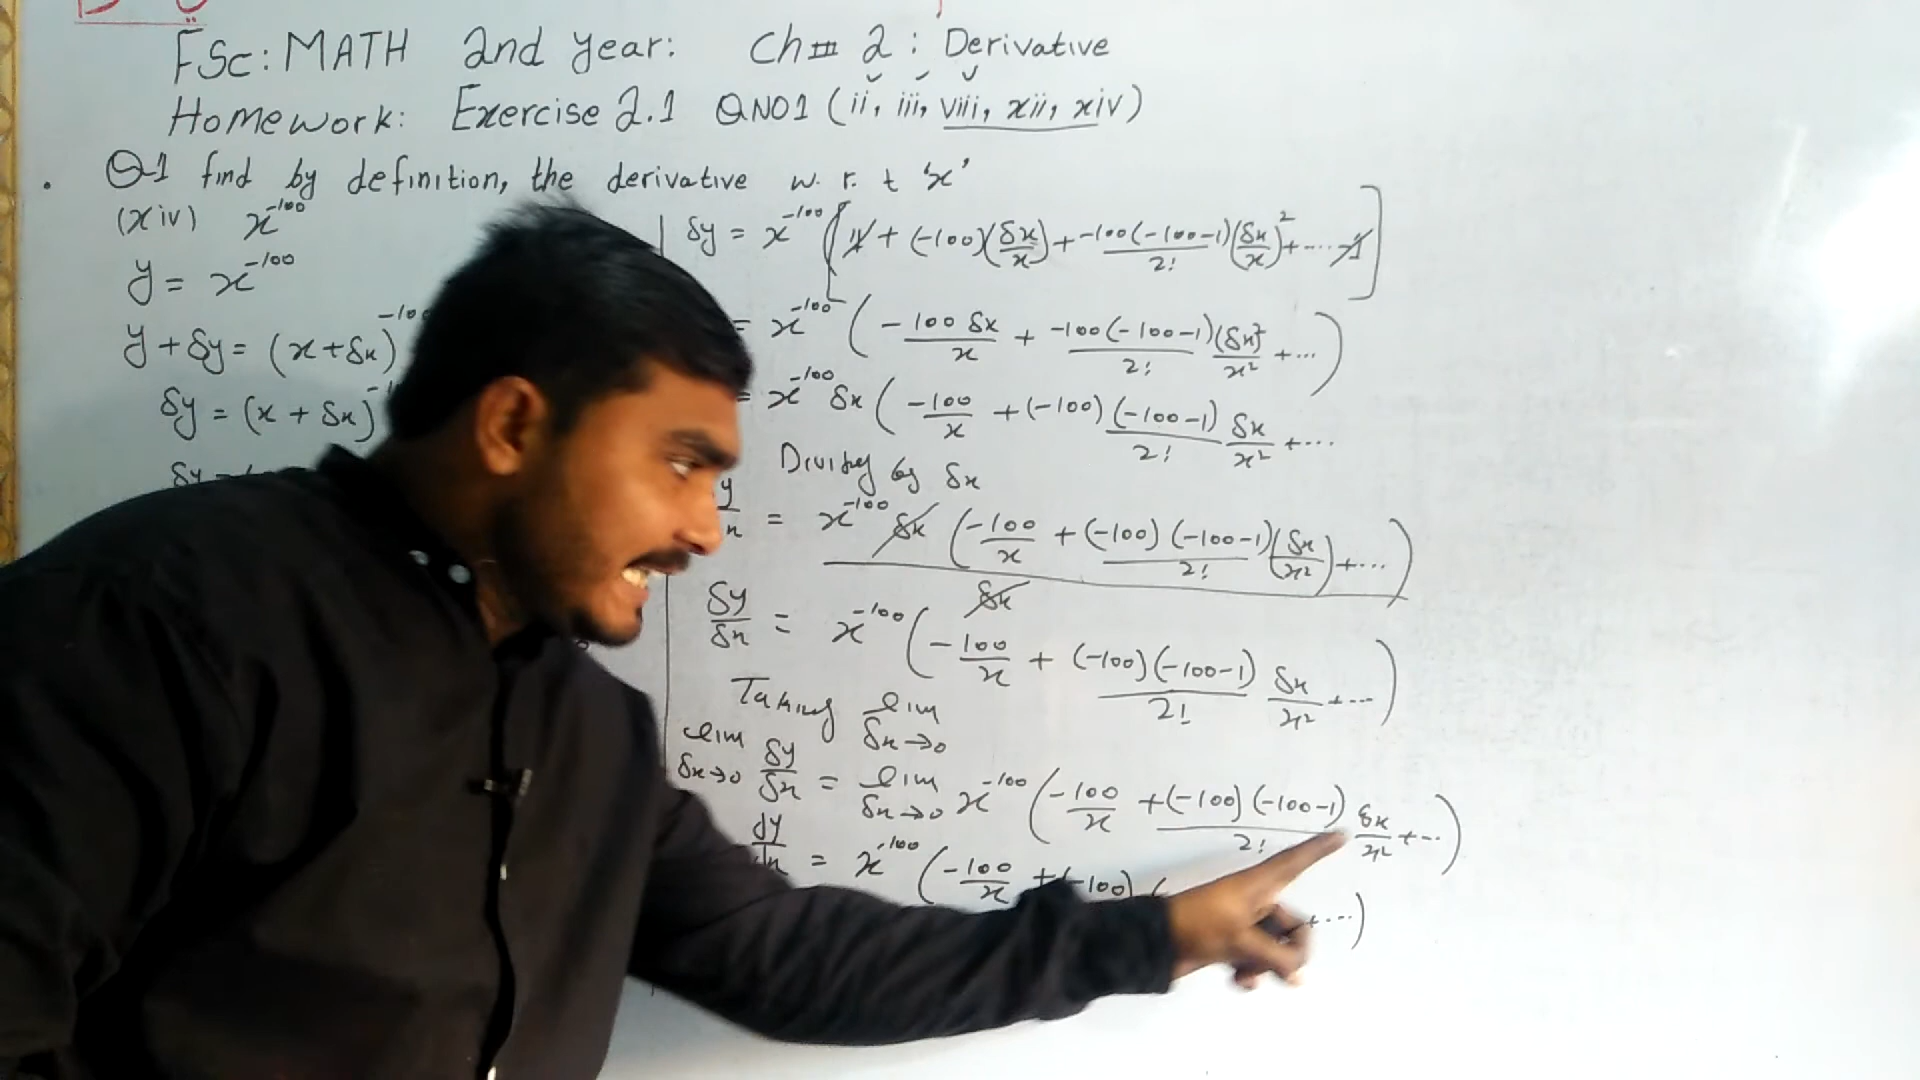 FSc: MATH 2nd year: Ch# 2 : Derivative
Homework: Exercise 2.1 QNO1 (ii, iii, viii, xii, xiv)
Q1 find by definition, the derivative w. r. t 'x'
(xiv) x^-100
y = x^-100
y + δy = (x+δx)^-100
δy = (x + δx)
δy =
δy = x^-100 [1 + (-100)(δx/x) + -100(-100-1)/2! (δx/x)^2 + .... -1]
= x^-100 ( -100 δx/x + -100(-100-1)/2! (δx)^2/x^2 + ... )
= x^-100 δx ( -100/x + (-100) (-100-1)/2! δx/x^2 + ...
Dividing by δx
y/x = x^-100 δx ( -100/x + (-100) (-100-1)/2! (δx/x^2) + ... ) / δx
δy/δx = x^-100 ( -100/x + (-100)(-100-1)/2! δx/x^2 + ... )
Taking lim δx→0
lim δx→0 δy/δx = lim δx→0 x^-100 ( -100/x + (-100) (-100-1)/2! δx/x^2 + ... )
dy/dx = x^-100 ( -100/x + (-100) ( + ... )